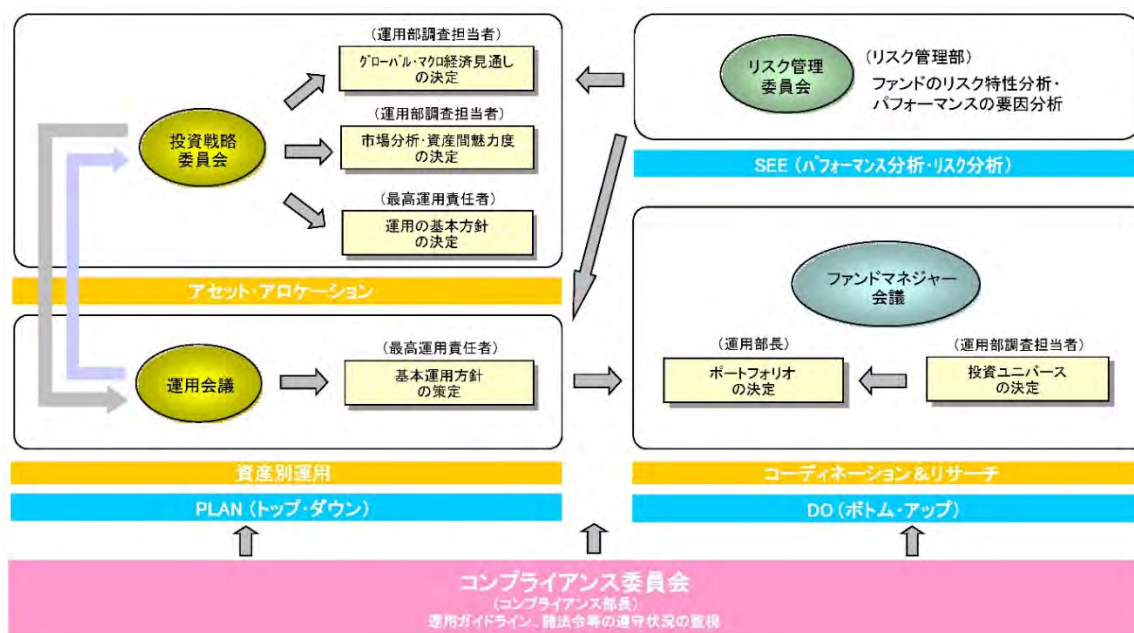 (運用部調査担当者)
グローバル・マクロ経済見通し
の決定
(運用部調査担当者)
投資戦略
委員会
市場分析・資産間魅力度
の決定
(最高運用責任者)
運用の基本方針
の決定
アセット・アロケーション
運用会議
(最高運用責任者)
基本運用方針
の策定
資産別運用
PLAN (トップ・ダウン)
リスク管理
委員会
(リスク管理部)
ファンドのリスク特性分析・
パフォーマンスの要因分析
SEE (パフォーマンス分析・リスク分析)
ファンドマネジャー
会議
(運用部長)
ポートフォリオ
の決定
(運用部調査担当者)
投資ユニバース
の決定
コーディネーション&リサーチ
DO (ボトム・アップ)
コンプライアンス委員会
(コンプライアンス部長)
運用ガイドライン、諸法令等の遵守状況の監視